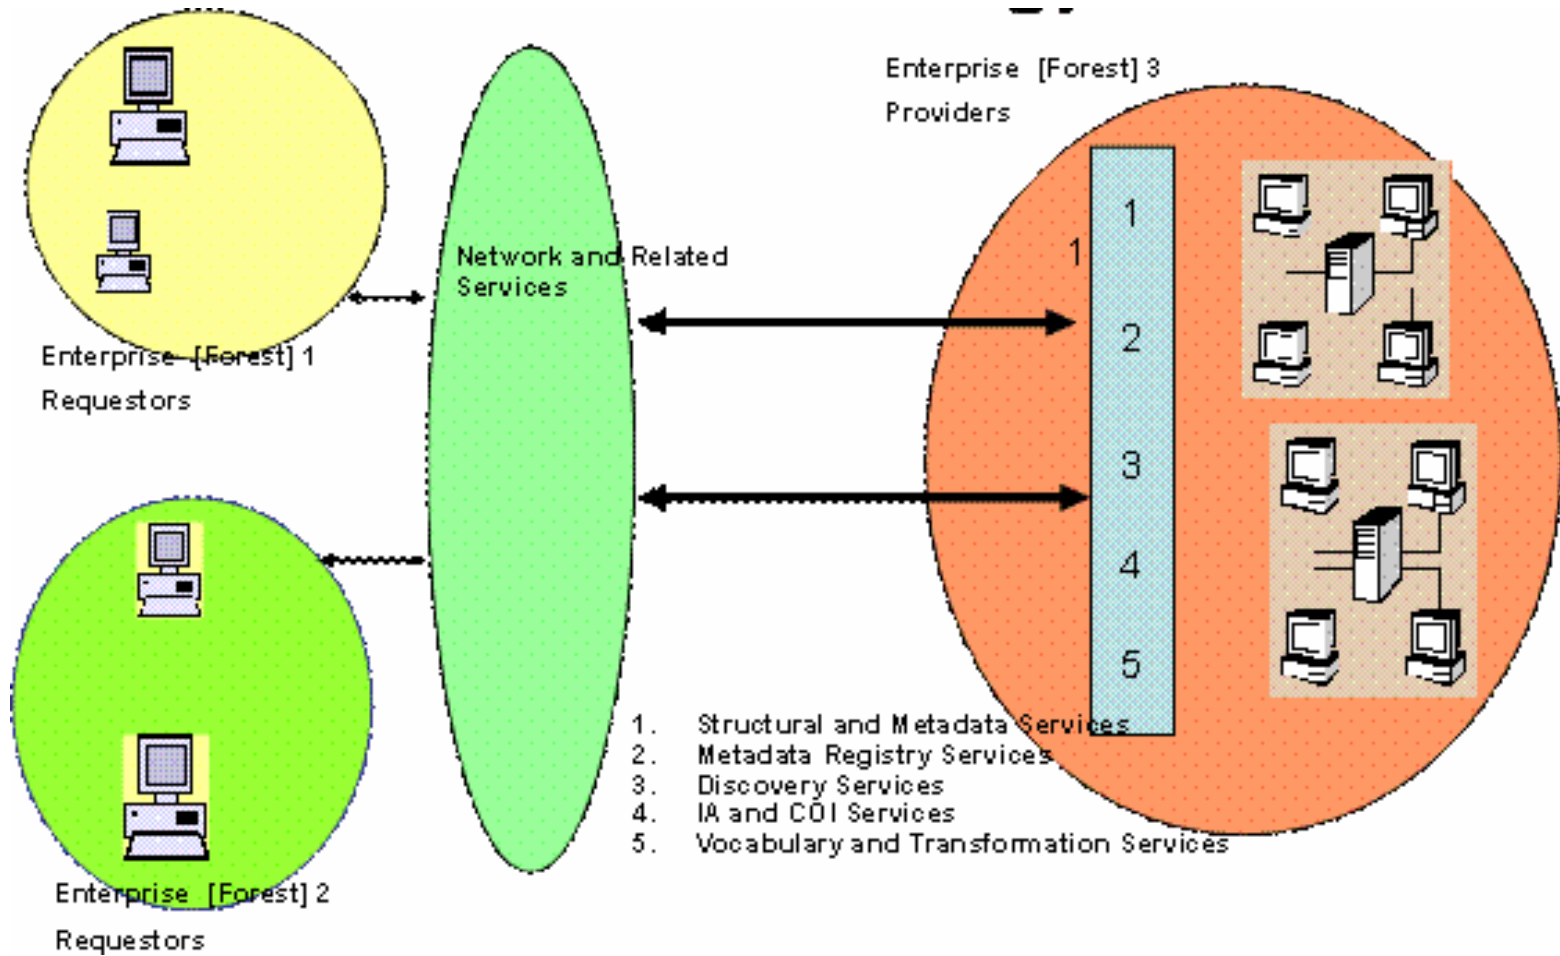 Enterprise [Forest] 3
Providers
1
1
2
3
4
5
Network and Related
Services
Enterprise [Forest] 1
Requestors
1. Structural and Metadata Services
2. Metadata Registry Services
3. Discovery Services
4. IA and COI Services
5. Vocabulary and Transformation Services
Enterprise [Forest] 2
Requestors